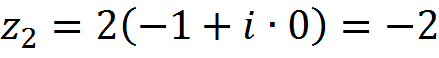 z₂ = 2(−1 + i · 0) = −2